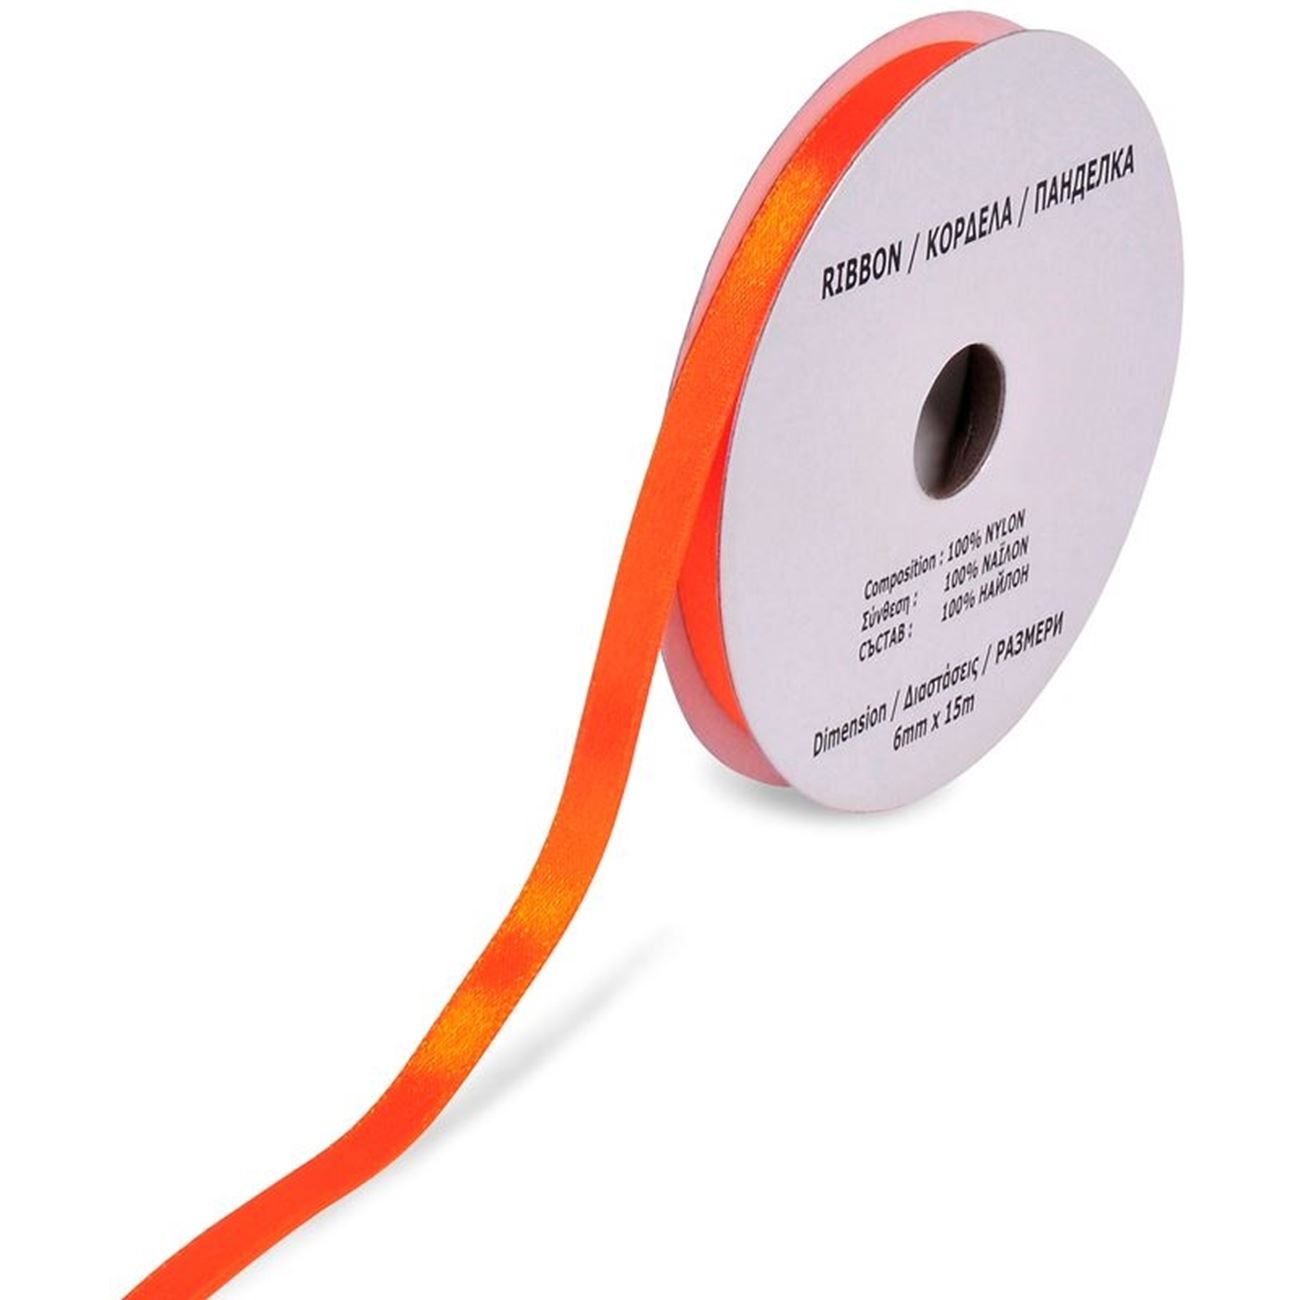 RIBBON / ΚΟΡΔΕΛΑ / ПАНДЕЛКА
Composition : 100% NYLON
Σύνθεση : 100% ΝΑΪΛΟΝ
СЪСТАВ : 100% НАЙЛОН
Dimension / Διαστάσεις / РАЗМЕРИ
6mm x 15m